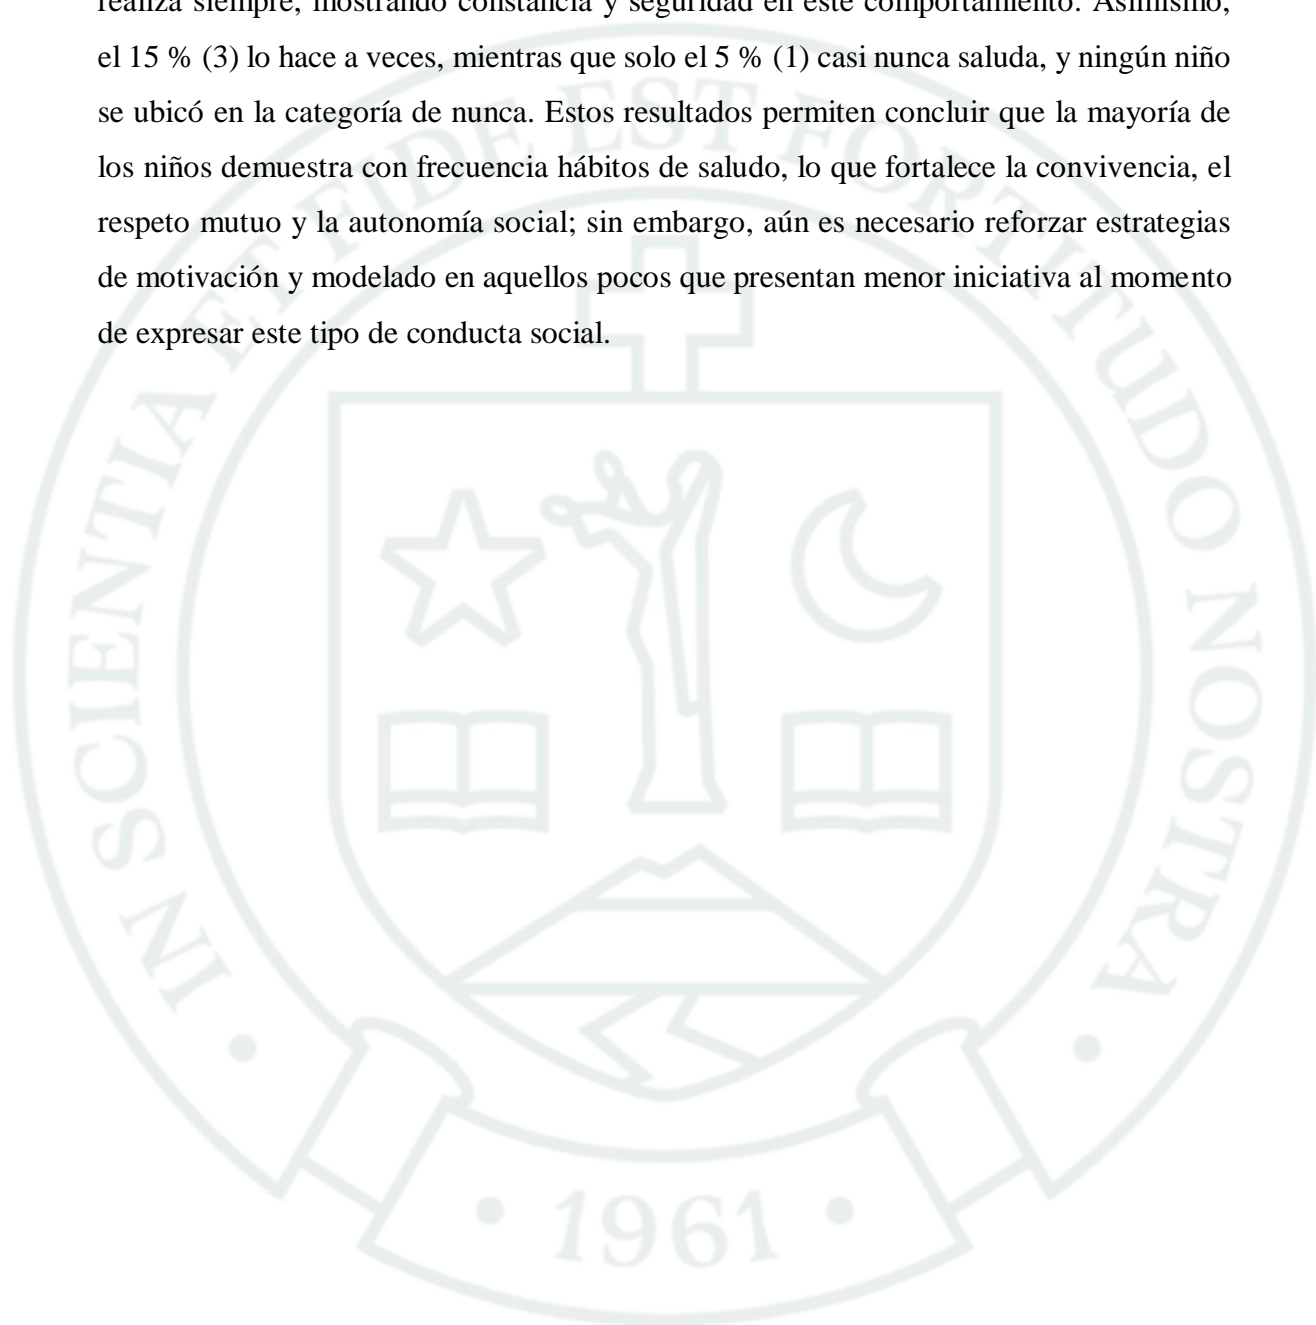 realiza siempre, mostrando constancia y seguridad en este comportamiento. Asimismo,
el 15 % (3) lo hace a veces, mientras que solo el 5 % (1) casi nunca saluda, y ningún niño
se ubicó en la categoría de nunca. Estos resultados permiten concluir que la mayoría de
los niños demuestra con frecuencia hábitos de saludo, lo que fortalece la convivencia, el
respeto mutuo y la autonomía social; sin embargo, aún es necesario reforzar estrategias
de motivación y modelado en aquellos pocos que presentan menor iniciativa al momento
de expresar este tipo de conducta social.
IN SCIENTIA ET FIDE EST FORTITUDO NOSTRA
• 1961 •